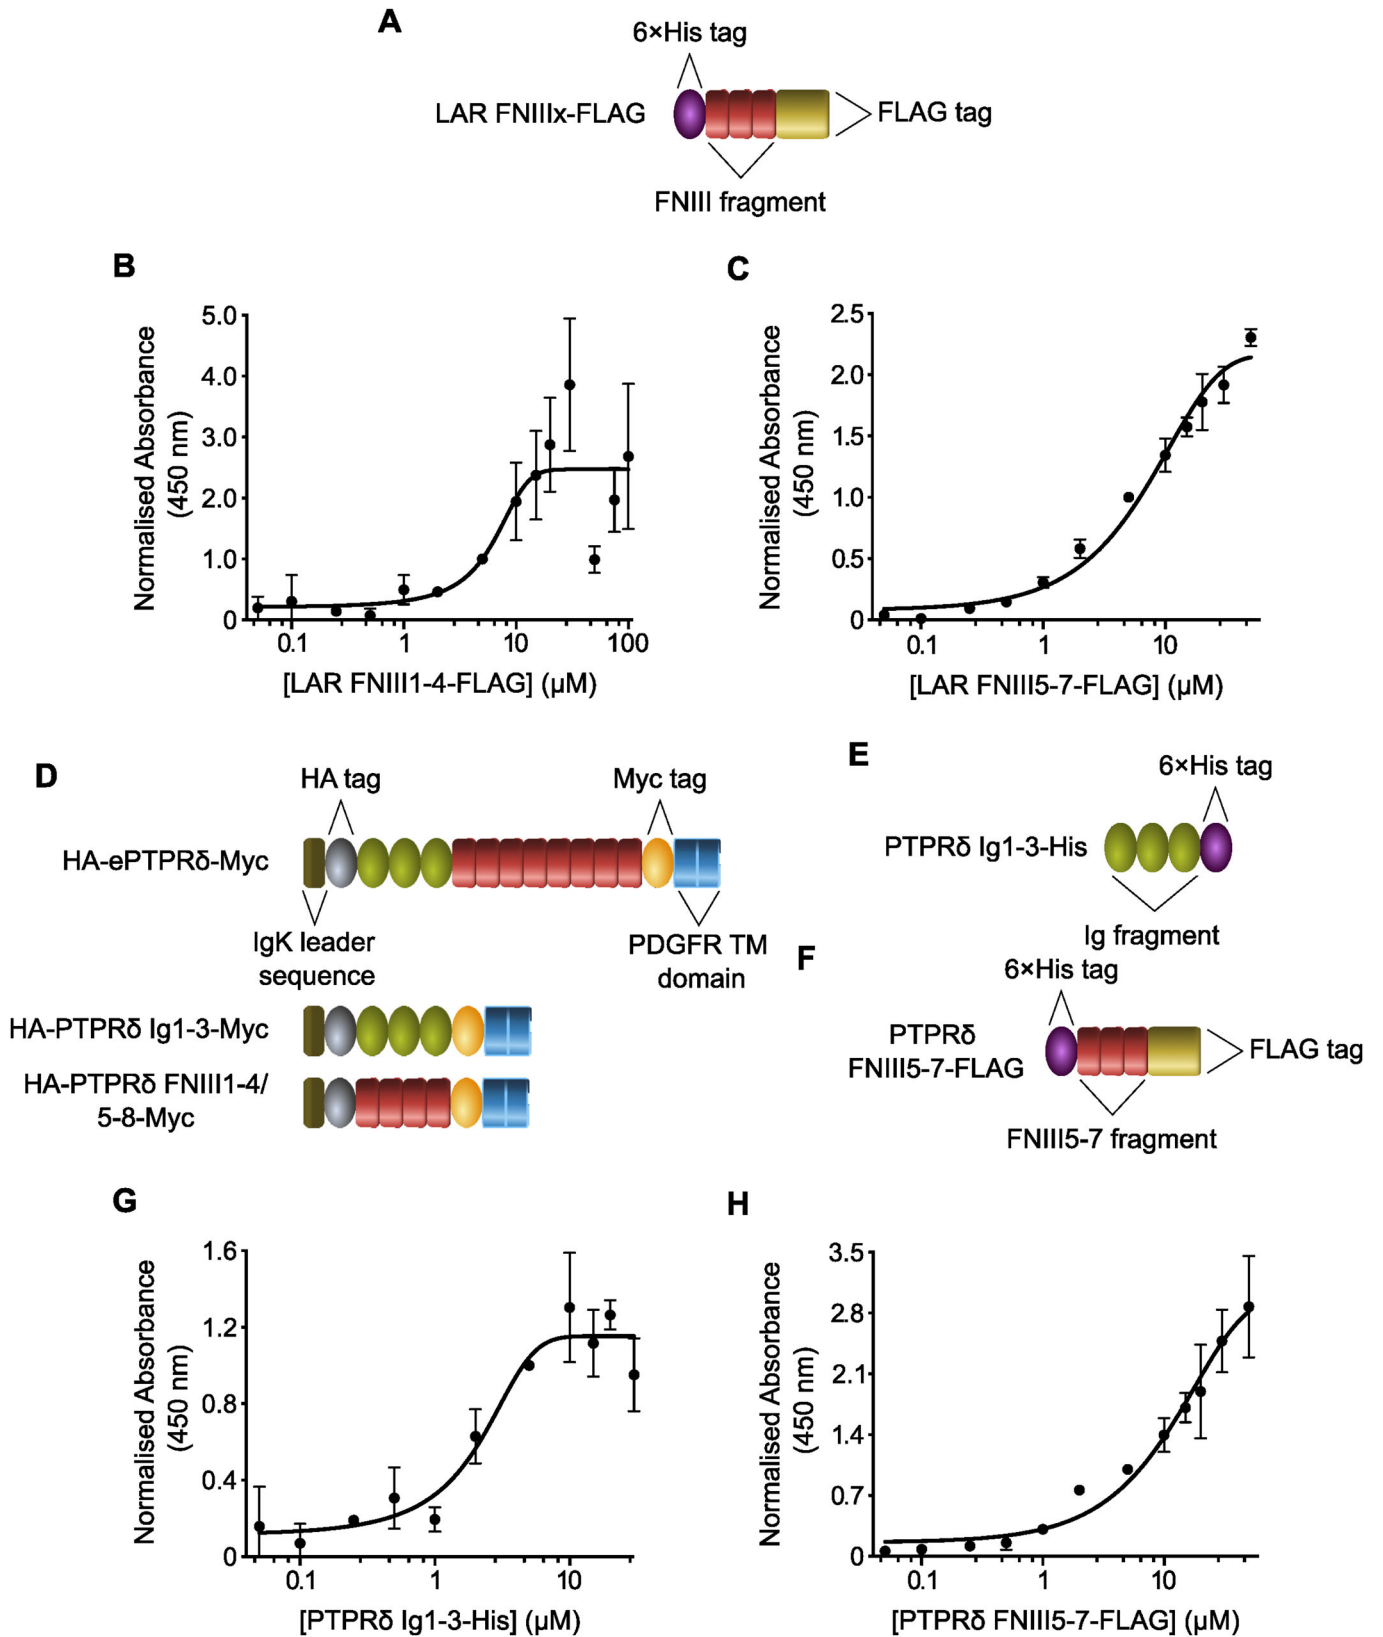 A
6×His tag
LAR FNIIIx-FLAG
FLAG tag
FNIII fragment
B
Normalised Absorbance
(450 nm)
5.0
4.0
3.0
2.0
1.0
0
0.1
1
10
100
[LAR FNIII1-4-FLAG] (µM)
C
Normalised Absorbance
(450 nm)
2.5
2.0
1.5
1.0
0.5
0
0.1
1
10
[LAR FNIII5-7-FLAG] (µM)
D
HA tag
Myc tag
HA-ePTPRδ-Myc
IgK leader
sequence
PDGFR TM
domain
HA-PTPRδ Ig1-3-Myc
HA-PTPRδ FNIII1-4/
5-8-Myc
E
6×His tag
PTPRδ Ig1-3-His
Ig fragment
F
6×His tag
PTPRδ
FNIII5-7-FLAG
FLAG tag
FNIII5-7 fragment
G
Normalised Absorbance
(450 nm)
1.6
1.2
0.8
0.4
0
0.1
1
10
[PTPRδ Ig1-3-His] (µM)
H
Normalised Absorbance
(450 nm)
3.5
2.8
2.1
1.4
0.7
0
0.1
1
10
[PTPRδ FNIII5-7-FLAG] (µM)